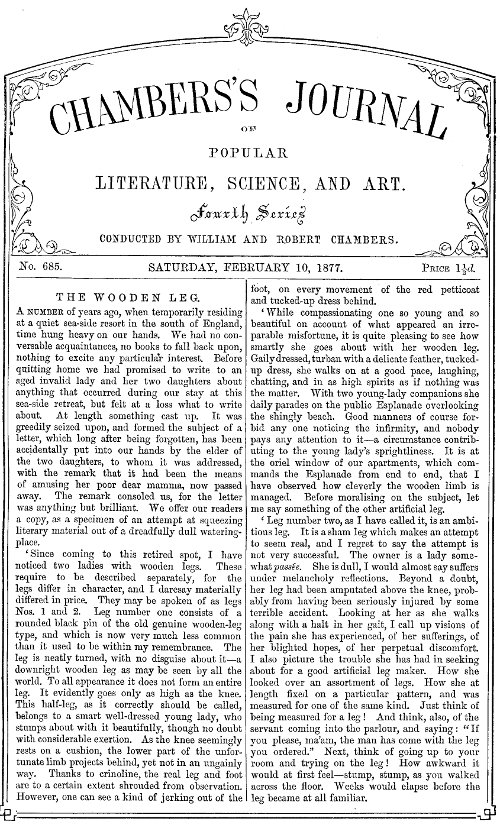 CHAMBERS'S JOURNAL
OF
POPULAR
LITERATURE, SCIENCE, AND ART.
Fourth Series
CONDUCTED BY WILLIAM AND ROBERT CHAMBERS.
No. 685.
SATURDAY, FEBRUARY 10, 1877.
PRICE 1½d.
THE WOODEN LEG.
A NUMBER of years ago, when temporarily residing
at a quiet sea-side resort in the south of England,
time hung heavy on our hands. We had no con-
versable acquaintances, no books to fall back upon,
nothing to excite any particular interest. Before
quitting home we had promised to write to an
aged invalid lady and her two daughters about
anything that occurred during our stay at this
sea-side retreat, but felt at a loss what to write
about. At length something cast up. It was
greedily seized upon, and formed the subject of a
letter, which long after being forgotten, has been
accidentally put into our hands by the elder of
the two daughters, to whom it was addressed,
with the remark that it had been the means
of amusing her poor dear mamma, now passed
away. The remark consoled us, for the letter
was anything but brilliant. We offer our readers
a copy, as a specimen of an attempt at squeezing
literary material out of a dreadfully dull watering-
place.
'Since coming to this retired spot, I have
noticed two ladies with wooden legs. These
require to be described separately, for the
legs differ in character, and I daresay materially
differed in price. They may be spoken of as legs
Nos. 1 and 2. Leg number one consists of a
rounded black pin of the old genuine wooden-leg
type, and which is now very much less common
than it used to be within my remembrance. The
leg is neatly turned, with no disguise about it—a
downright wooden leg as may be seen by all the
world. To all appearance it does not form an entire
leg. It evidently goes only as high as the knee.
This half-leg, as it correctly should be called,
belongs to a smart well-dressed young lady, who
stumps about with it beautifully, though no doubt
with considerable exertion. As the knee seemingly
rests on a cushion, the lower part of the unfor-
tunate limb projects behind, yet not in an ungainly
way. Thanks to crinoline, the real leg and foot
are to a certain extent shrouded from observation.
However, one can see a kind of jerking out of the
foot, on every movement of the red petticoat
and tucked-up dress behind.
'While compassionating one so young and so
beautiful on account of what appeared an irre-
parable misfortune, it is quite pleasing to see how
smartly she goes about with her wooden leg.
Gaily dressed, turban with a delicate feather, tucked-
up dress, she walks on at a good pace, laughing,
chatting, and in as high spirits as if nothing was
the matter. With two young-lady companions she
daily parades on the public Esplanade overlooking
the shingly beach. Good manners of course for-
bid any one noticing the infirmity, and nobody
pays any attention to it—a circumstance contrib-
uting to the young lady's sprightliness. It is at
the oriel window of our apartments, which com-
mands the Esplanade from end to end, that I
have observed how cleverly the wooden limb is
managed. Before moralising on the subject, let
me say something of the other artificial leg.
'Leg number two, as I have called it, is an ambi-
tious leg. It is a sham leg which makes an attempt
to seem real, and I regret to say the attempt is
not very successful. The owner is a lady some-
what passée. She is dull, I would almost say suffers
under melancholy reflections. Beyond a doubt,
her leg had been amputated above the knee, prob-
ably from having been seriously injured by some
terrible accident. Looking at her as she walks
along with a halt in her gait, I call up visions of
the pain she has experienced, of her sufferings, of
her blighted hopes, of her perpetual discomfort.
I also picture the trouble she has had in seeking
about for a good artificial leg maker. How she
looked over an assortment of legs. How she at
length fixed on a particular pattern, and was
measured for one of the same kind. Just think of
being measured for a leg! And think, also, of the
servant coming into the parlour, and saying: "If
you please, ma'am, the man has come with the leg
you ordered." Next, think of going up to your
room and trying on the leg! How awkward it
would at first feel—stump, stump, as you walked
across the floor. Weeks would elapse before the
leg became at all familiar.